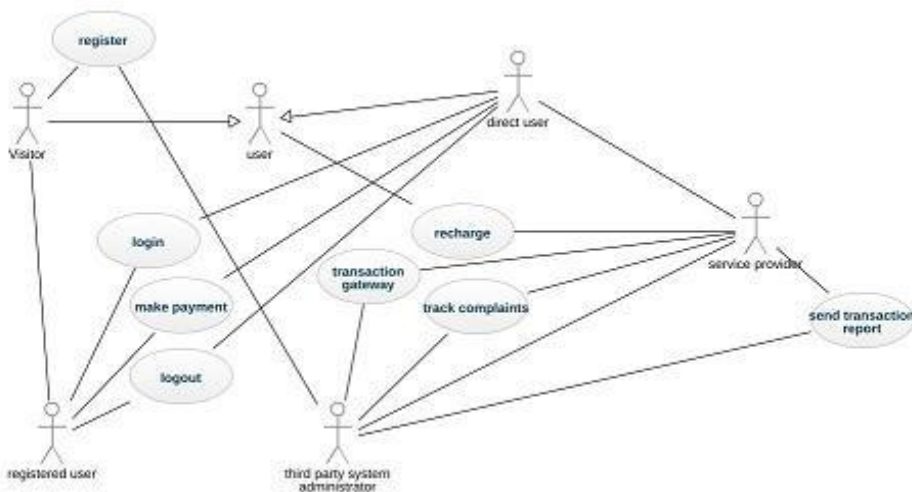 register
Visitor
user
direct user
login
recharge
service provider
transaction
gateway
make payment
track complaints
send transaction
report
logout
registered user
third party system
administrator